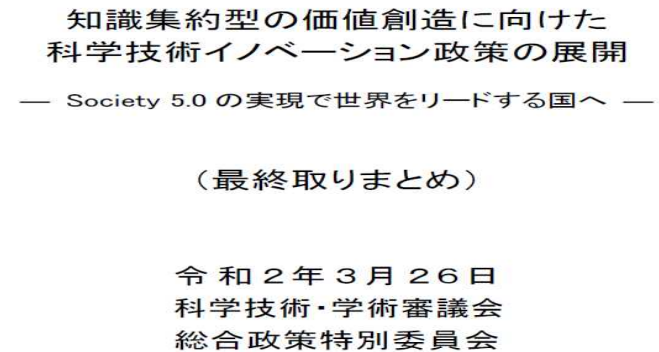 知識集約型の価値創造に向けた
科学技術イノベーション政策の展開
― Society 5.0 の実現で世界をリードする国へ ―
（最終取りまとめ）
令和２年３月２６日
科学技術・学術審議会
総合政策特別委員会